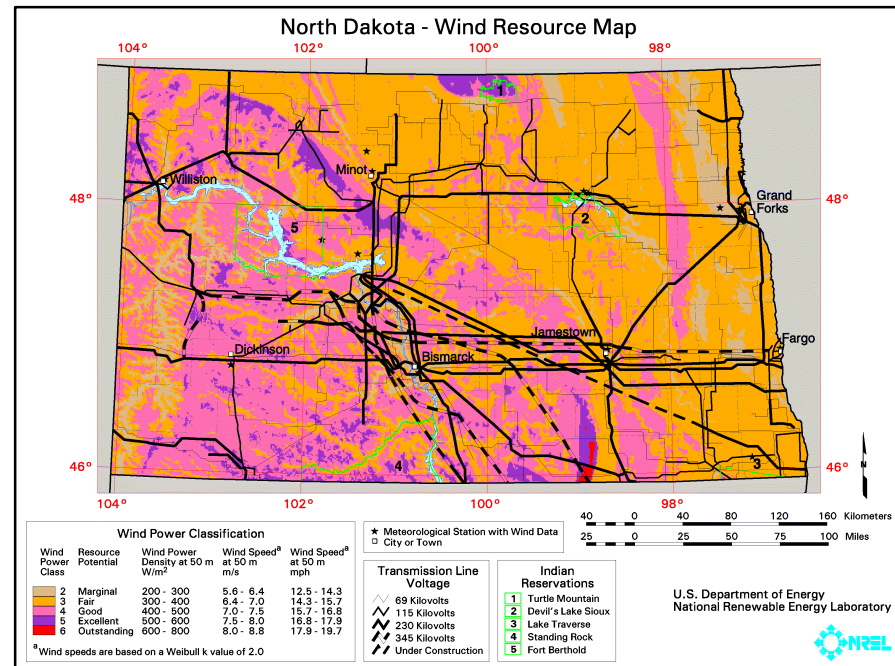 North Dakota - Wind Resource Map
104° 102° 100° 98°
1
Minot
Williston
48° 48°
Grand
Forks
2
5
Jamestown
Fargo
Dickinson
Bismarck
46° 4 3 46°
104° 102° 100° 98°
N
40 0 40 80 120 160 Kilometers
25 0 25 50 75 100 Miles
Wind Power Classification
Wind Power Class Resource Potential Wind Power Density at 50 m W/m² Wind Speedᵃ at 50 m m/s Wind Speedᵃ at 50 m mph
2 Marginal 200 - 300 5.6 - 6.4 12.5 - 14.3
3 Fair 300 - 400 6.4 - 7.0 14.3 - 15.7
4 Good 400 - 500 7.0 - 7.5 15.7 - 16.8
5 Excellent 500 - 600 7.5 - 8.0 16.8 - 17.9
6 Outstanding 600 - 800 8.0 - 8.8 17.9 - 19.7
ᵃ Wind speeds are based on a Weibull k value of 2.0
Meteorological Station with Wind Data
City or Town
Transmission Line
Voltage
69 Kilovolts
115 Kilovolts
230 Kilovolts
345 Kilovolts
Under Construction
Indian
Reservations
1 Turtle Mountain
2 Devil's Lake Sioux
3 Lake Traverse
4 Standing Rock
5 Fort Berthold
U.S. Department of Energy
National Renewable Energy Laboratory
NREL